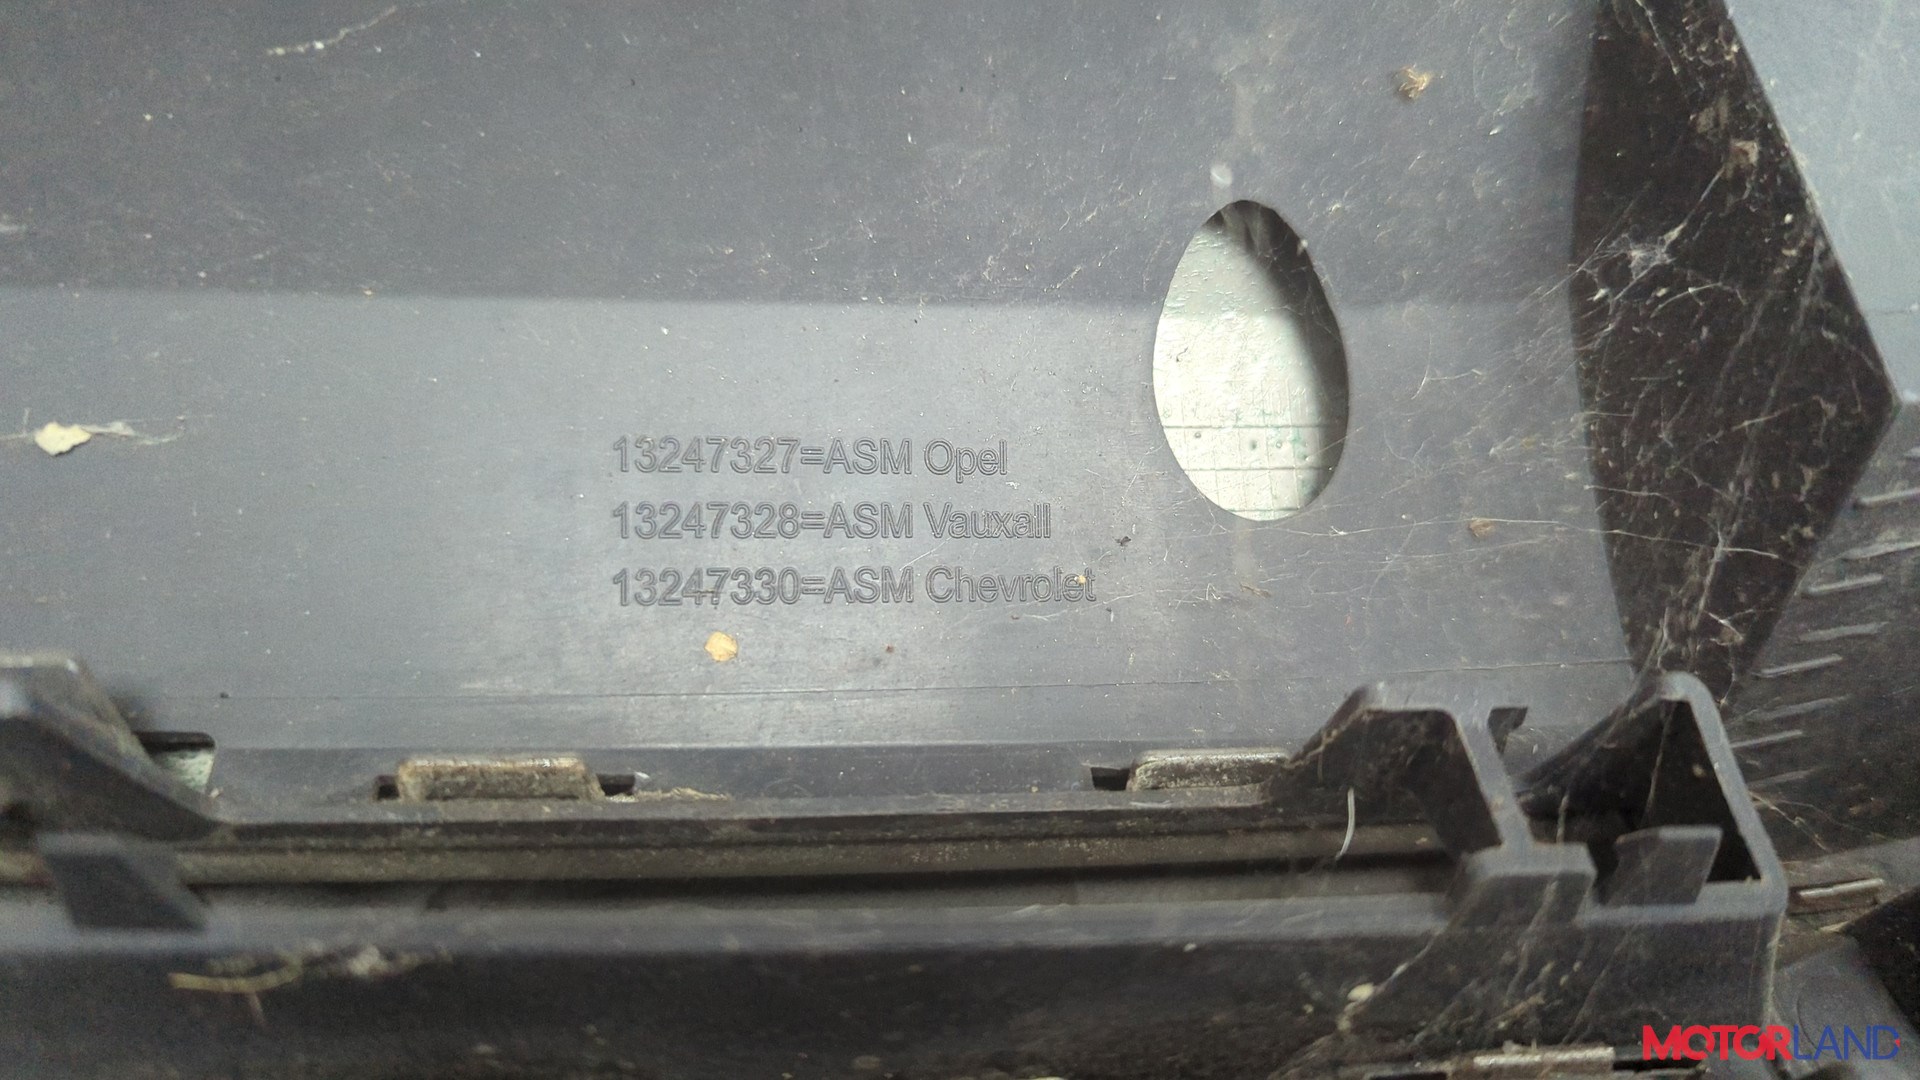 13247327=ASM Opel
13247328=ASM Vauxall
13247330=ASM Chevrolet
MOTORLAND